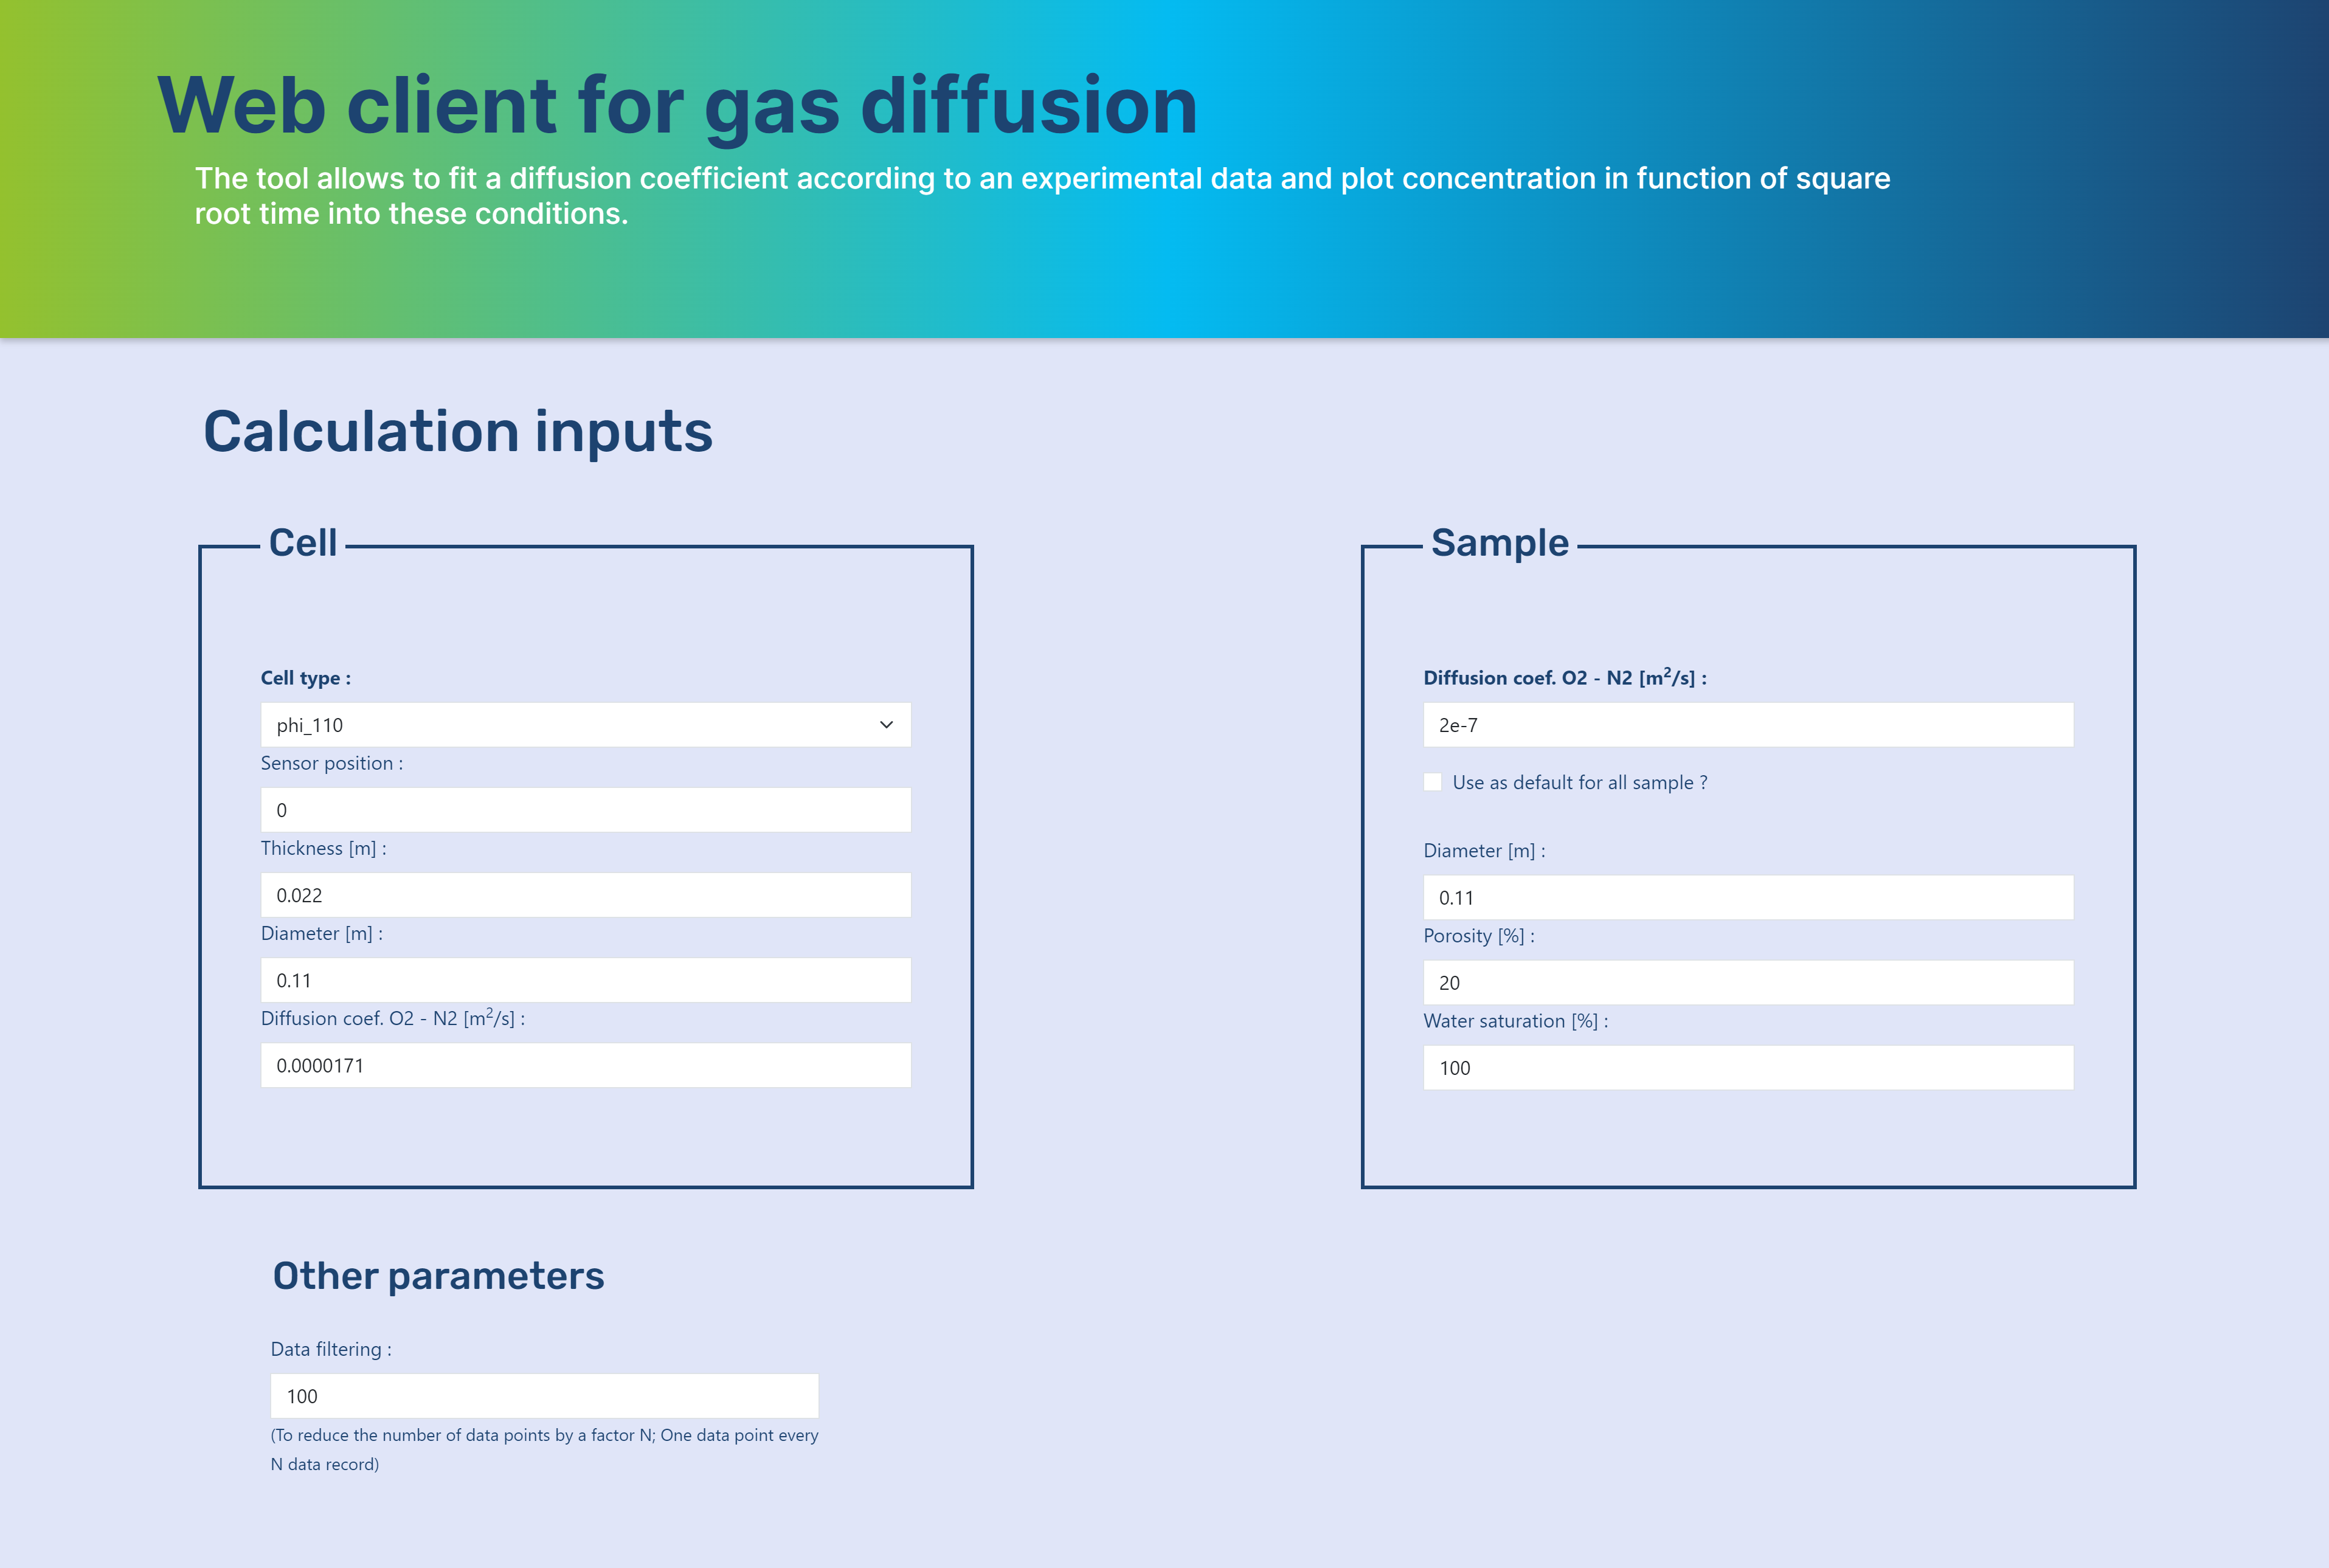 Web client for gas diffusion
The tool allows to fit a diffusion coefficient according to an experimental data and plot concentration in function of square
root time into these conditions.
Calculation inputs
Cell
Cell type :
phi_110
Sensor position :
0
Thickness [m] :
0.022
Diameter [m] :
0.11
Diffusion coef. O2 - N2 [m²/s] :
0.0000171
Sample
Diffusion coef. O2 - N2 [m²/s] :
2e-7
Use as default for all sample ?
Diameter [m] :
0.11
Porosity [%] :
20
Water saturation [%] :
100
Other parameters
Data filtering :
100
(To reduce the number of data points by a factor N; One data point every
N data record)